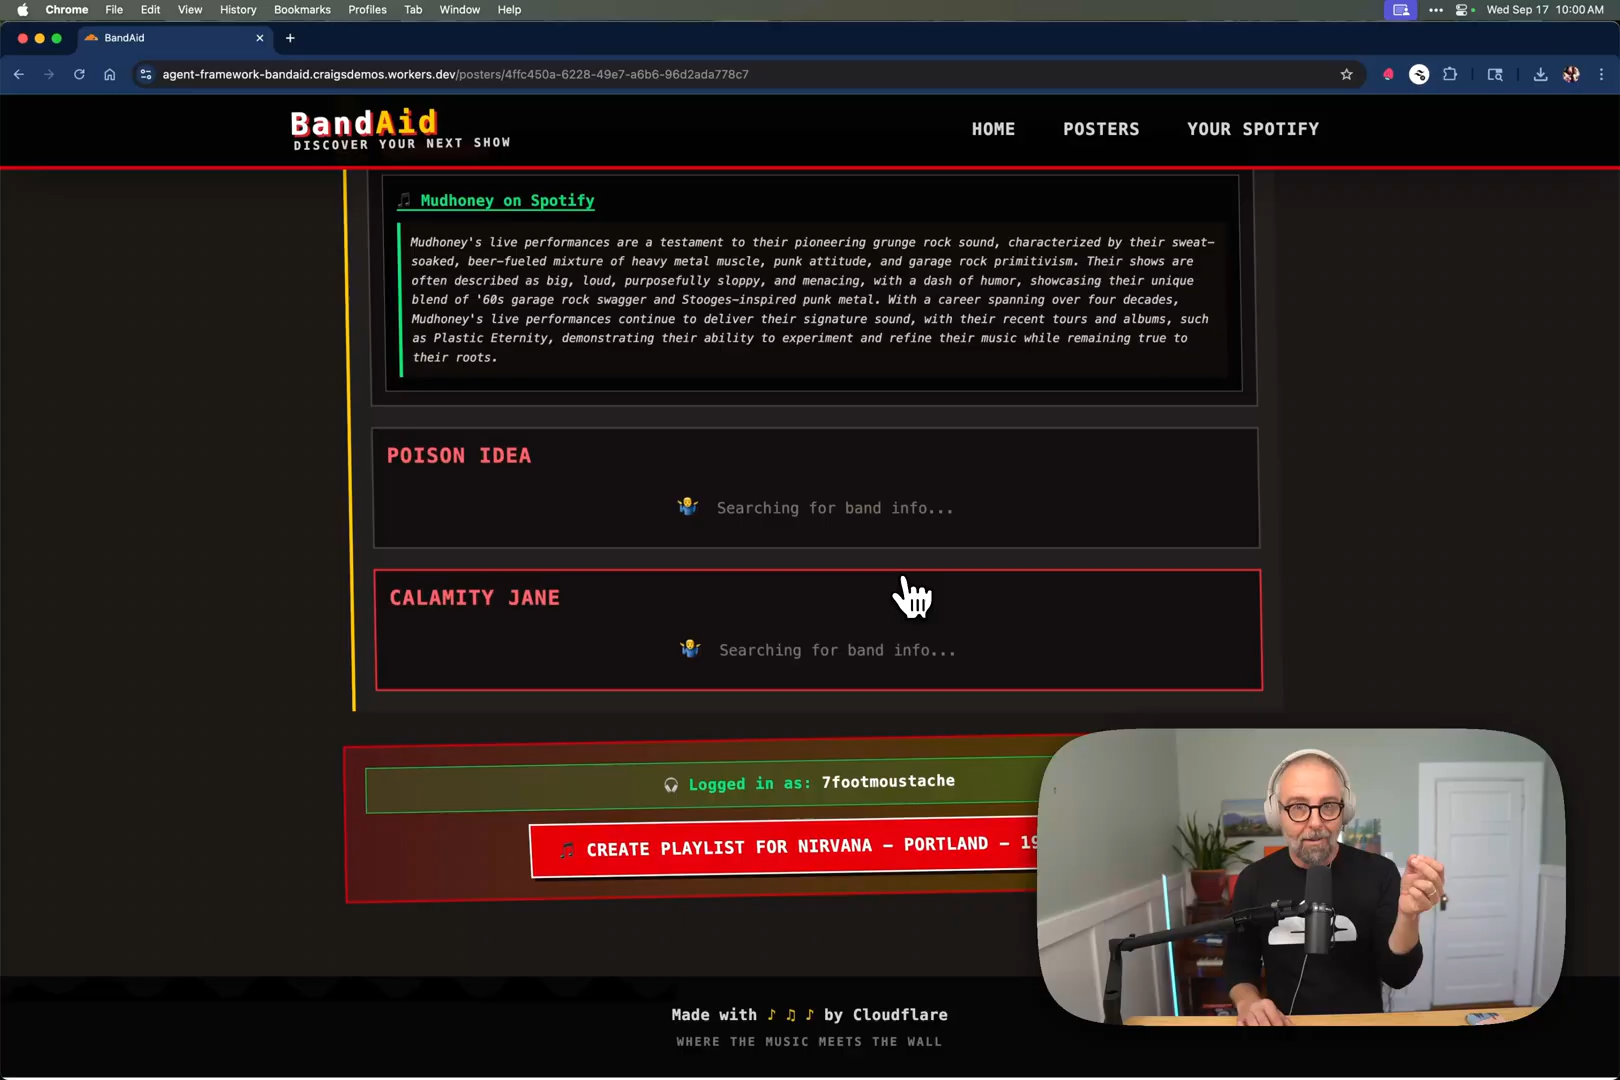 Chrome File Edit View History Bookmarks Profiles Tab Window Help
Wed Sep 17 10:00 AM
BandAid
agent-framework-bandaid.craigsdemos.workers.dev/posters/4ffc450a-6228-49e7-a6b6-96d2ada778c7
BandAid
DISCOVER YOUR NEXT SHOW
HOME POSTERS YOUR SPOTIFY
Mudhoney on Spotify
Mudhoney's live performances are a testament to their pioneering grunge rock sound, characterized by their sweat-
soaked, beer-fueled mixture of heavy metal muscle, punk attitude, and garage rock primitivism. Their shows are
often described as big, loud, purposefully sloppy, and menacing, with a dash of humor, showcasing their unique
blend of '60s garage rock swagger and Stooges-inspired punk metal. With a career spanning over four decades,
Mudhoney's live performances continue to deliver their signature sound, with their recent tours and albums, such
as Plastic Eternity, demonstrating their ability to experiment and refine their music while remaining true to
their roots.
POISON IDEA
Searching for band info...
CALAMITY JANE
Searching for band info...
Logged in as: 7footmoustache
CREATE PLAYLIST FOR NIRVANA – PORTLAND – 19
Made with ♪ ♫ ♪ by Cloudflare
WHERE THE MUSIC MEETS THE WALL